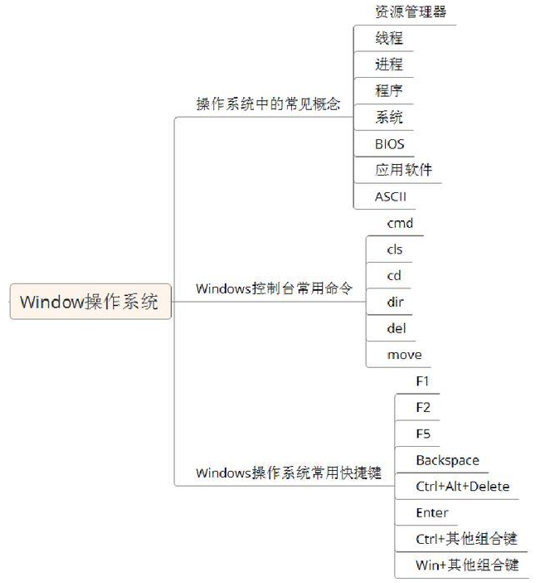 Window操作系统
操作系统中的常见概念
资源管理器
线程
进程
程序
系统
BIOS
应用软件
ASCII
Windows控制台常用命令
cmd
cls
cd
dir
del
move
Windows操作系统常用快捷键
F1
F2
F5
Backspace
Ctrl+Alt+Delete
Enter
Ctrl+其他组合键
Win+其他组合键